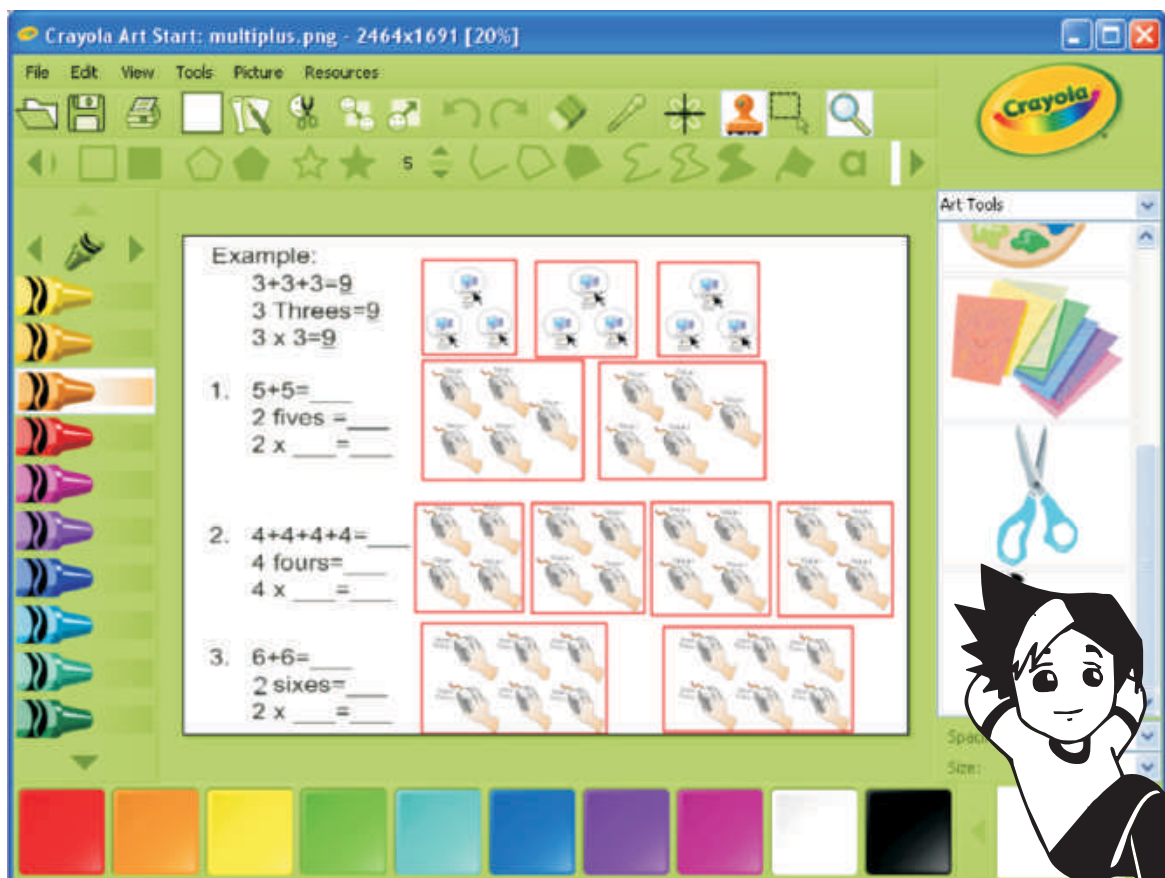 Crayola Art Start: multiplus.png - 2464x1691 [20%]
File Edit View Tools Picture Resources
Crayola
5
a
Art Tools
Example:
3+3+3=9
3 Threes=9
3 x 3=9
1. 5+5=___
2 fives =___
2 x ___=___
2. 4+4+4+4=___
4 fours=___
4 x ___=___
3. 6+6=___
2 sixes=___
2 x ___=___
Size: